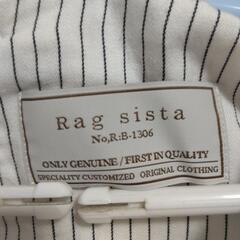 Rag sista
No,R:B-1306
ONLY GENUINE / FIRST IN QUALITY
SPECIALITY CUSTOMIZED ORIGINAL CLOTHING